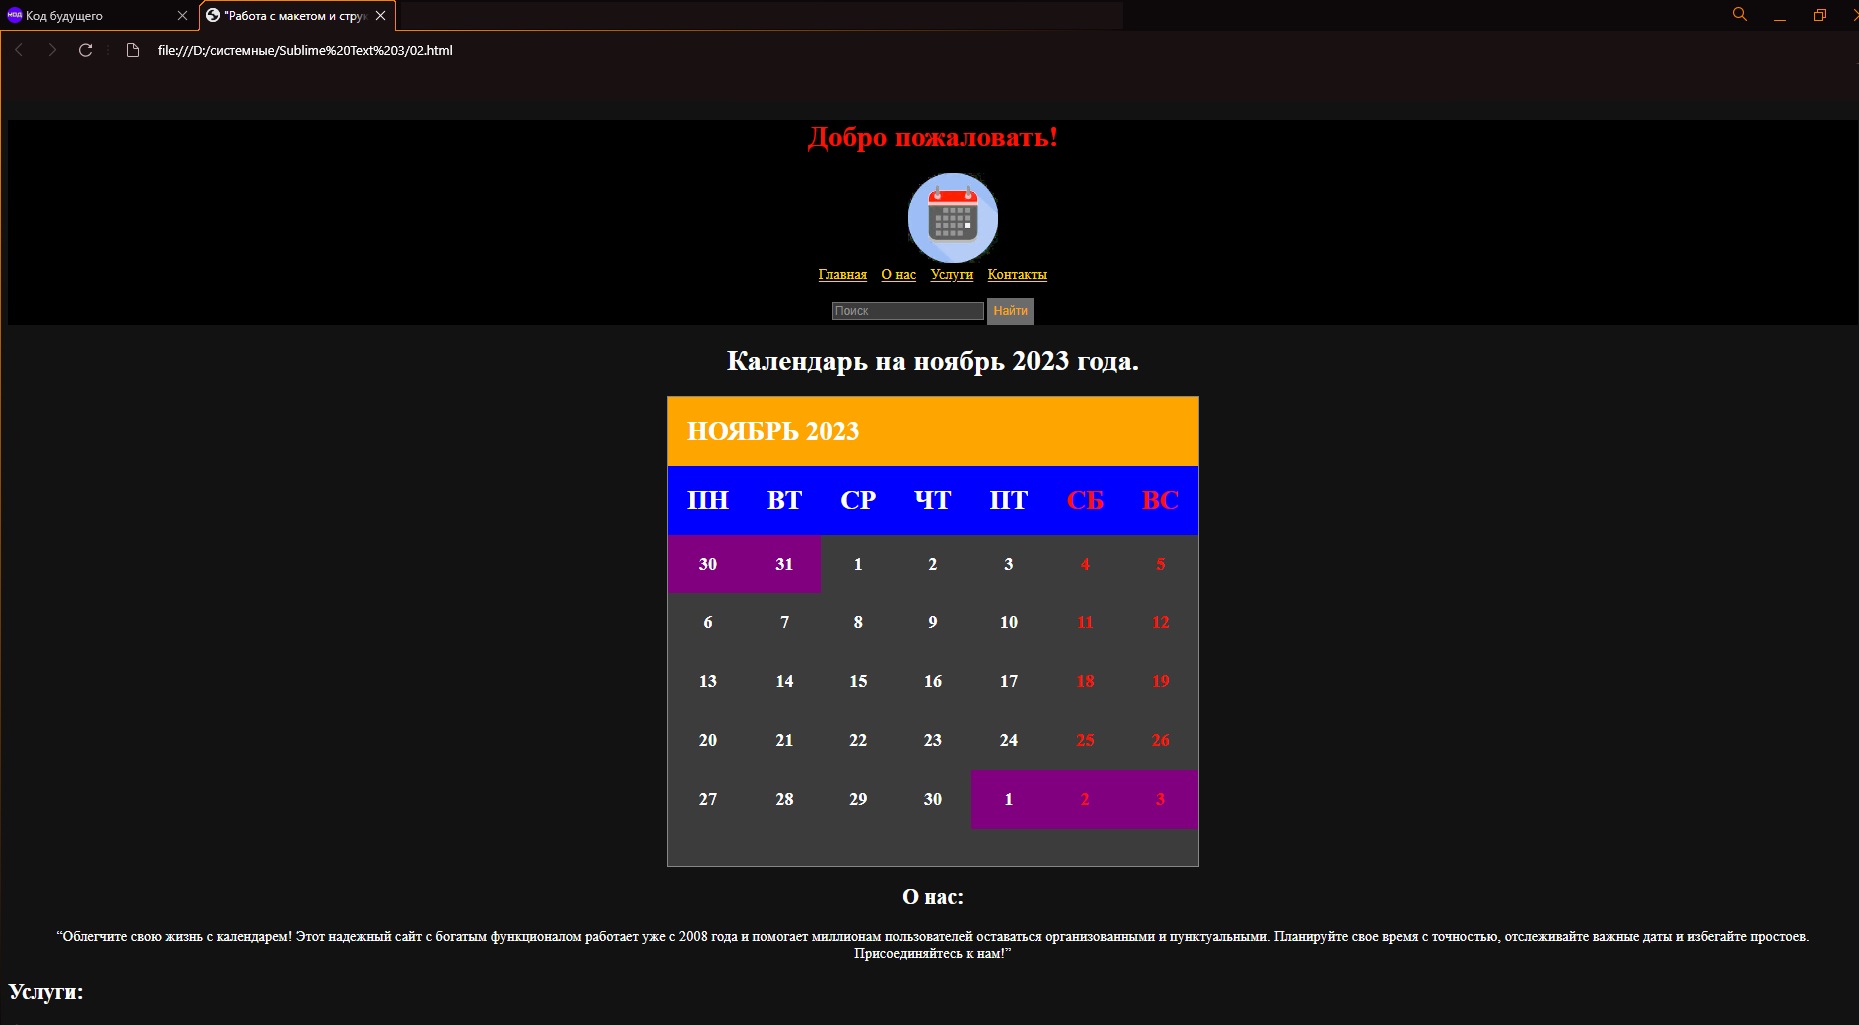 Код будущего
"Работа с макетом и струк
file:///D:/системные/Sublime%20Text%203/02.html
Добро пожаловать!
Главная О нас Услуги Контакты
Поиск Найти
Календарь на ноябрь 2023 года.
НОЯБРЬ 2023
ПН ВТ СР ЧТ ПТ СБ ВС
30 31 1 2 3 4 5
6 7 8 9 10 11 12
13 14 15 16 17 18 19
20 21 22 23 24 25 26
27 28 29 30 1 2 3
О нас:
“Облегчите свою жизнь с календарем! Этот надежный сайт с богатым функционалом работает уже с 2008 года и помогает миллионам пользователей оставаться организованными и пунктуальными. Планируйте свое время с точностью, отслеживайте важные даты и избегайте простоев.
Присоединяйтесь к нам!”
Услуги: